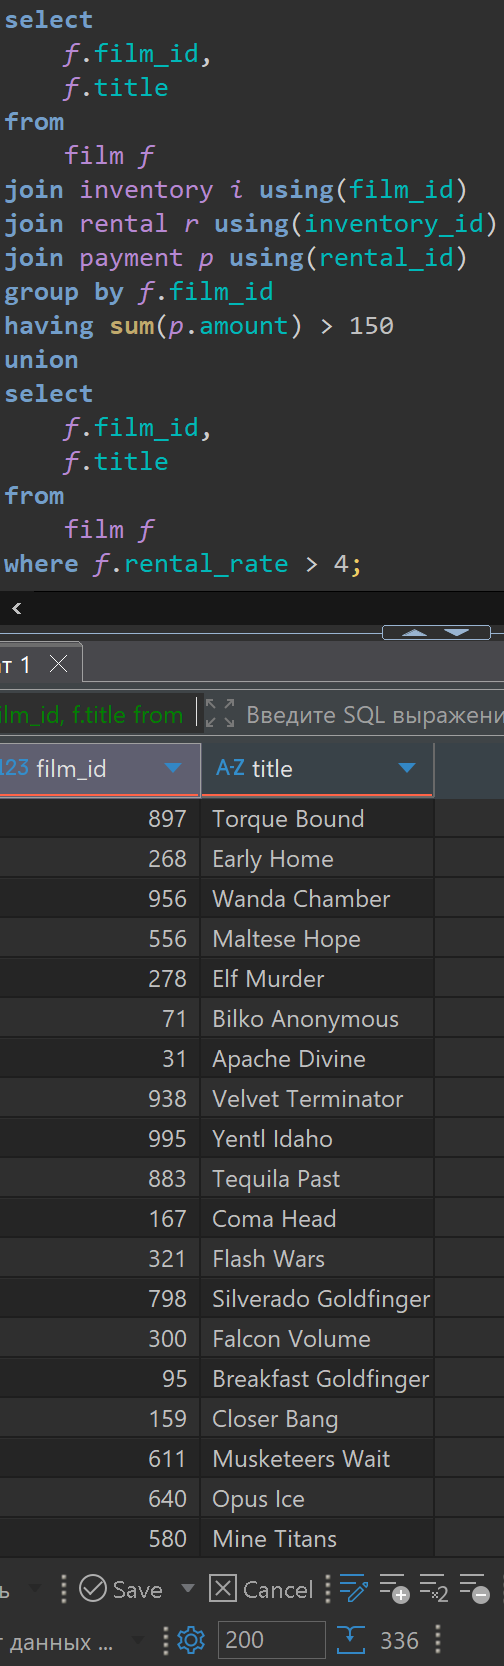 select
f.film_id,
f.title
from
film f
join inventory i using(film_id)
join rental r using(inventory_id)
join payment p using(rental_id)
group by f.film_id
having sum(p.amount) > 150
union
select
f.film_id,
f.title
from
film f
where f.rental_rate > 4;
т 1
ilm_id, f.title from Введите SQL выражени
123 film_id A-Z title
897 Torque Bound
268 Early Home
956 Wanda Chamber
556 Maltese Hope
278 Elf Murder
71 Bilko Anonymous
31 Apache Divine
938 Velvet Terminator
995 Yentl Idaho
883 Tequila Past
167 Coma Head
321 Flash Wars
798 Silverado Goldfinger
300 Falcon Volume
95 Breakfast Goldfinger
159 Closer Bang
611 Musketeers Wait
640 Opus Ice
580 Mine Titans
ь Save Cancel 2
т данных ... 200 336